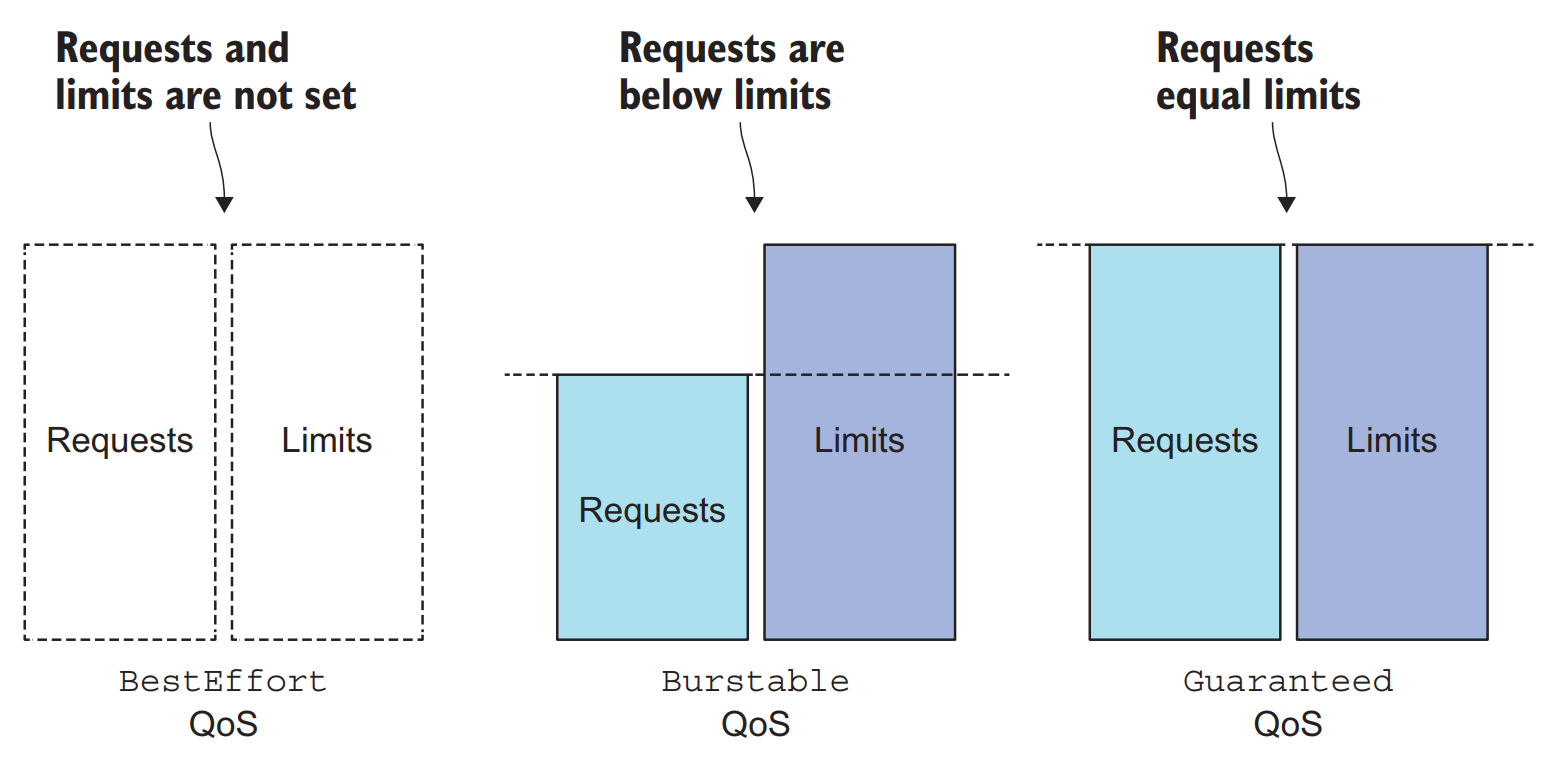 Requests and
limits are not set
Requests are
below limits
Requests
equal limits
Requests
Limits
Requests
Limits
Requests
Limits
BestEffort
QoS
Burstable
QoS
Guaranteed
QoS